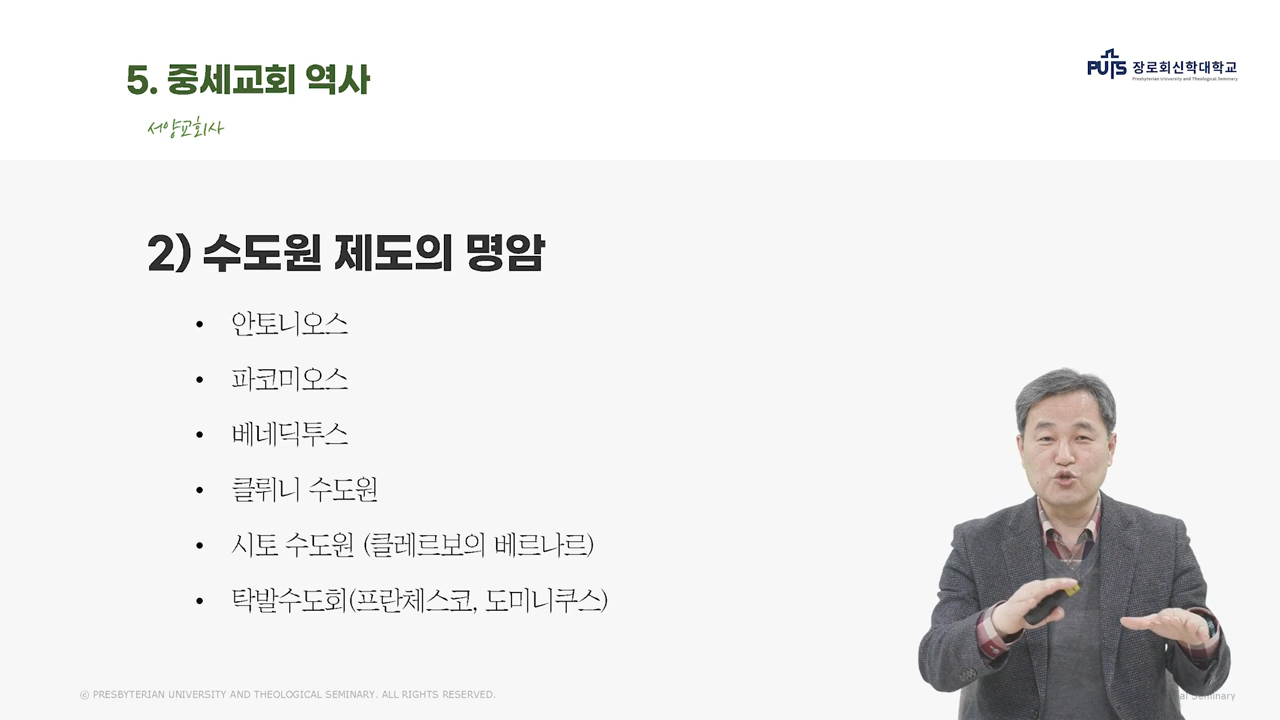 5. 중세교회 역사
PUTS 장로회신학대학교
Presbyterian University and Theological Seminary
서양교회사
2) 수도원 제도의 명암
• 안토니오스
• 파코미오스
• 베네딕투스
• 클뤼니 수도원
• 시토 수도원 (클레르보의 베르나르)
• 탁발수도회(프란체스코, 도미니쿠스)
© PRESBYTERIAN UNIVERSITY AND THEOLOGICAL SEMINARY. ALL RIGHTS RESERVED.
Seminary